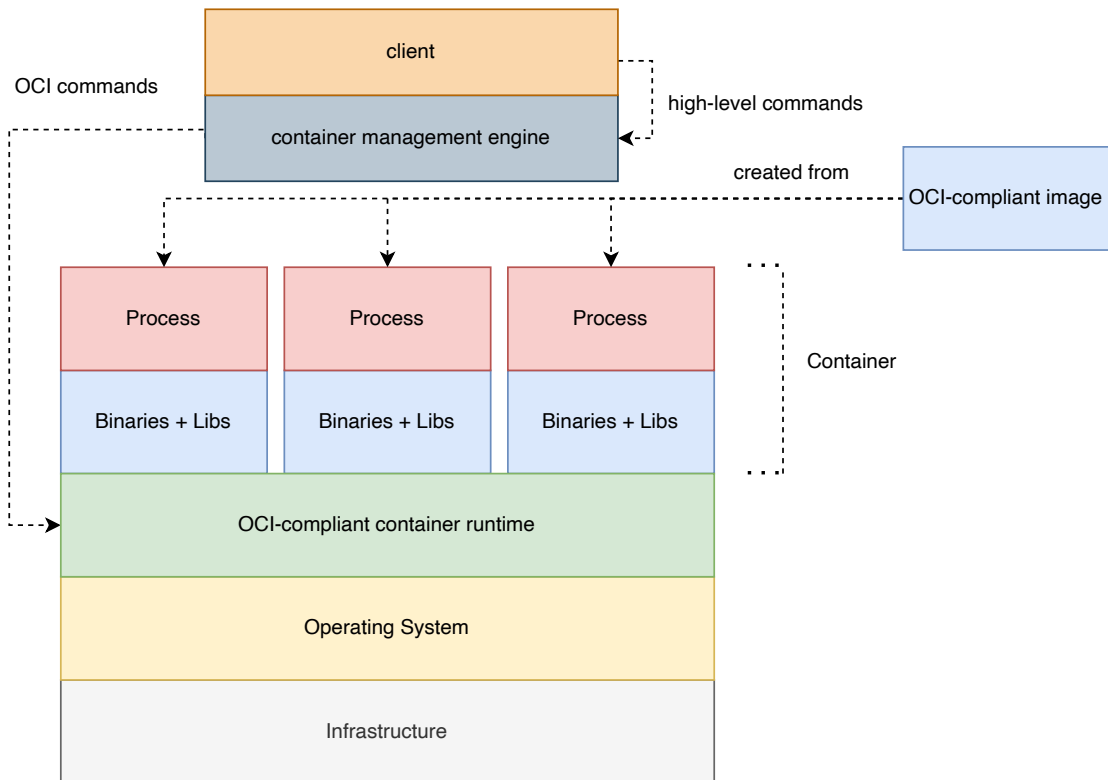 client
OCI commands
high-level commands
container management engine
created from
OCI-compliant image
Process
Process
Process
Container
Binaries + Libs
Binaries + Libs
Binaries + Libs
OCI-compliant container runtime
Operating System
Infrastructure